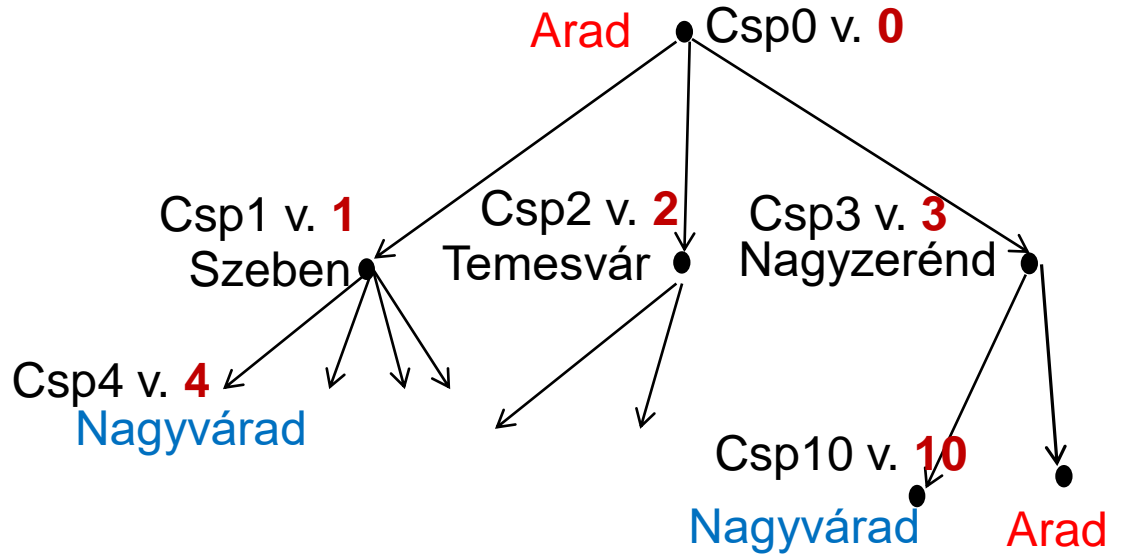 Arad Csp0 v. 0
Csp1 v. 1
Szeben
Csp2 v. 2
Temesvár
Csp3 v. 3
Nagyzerénd
Csp4 v. 4
Nagyvárad
Csp10 v. 10
Nagyvárad
Arad